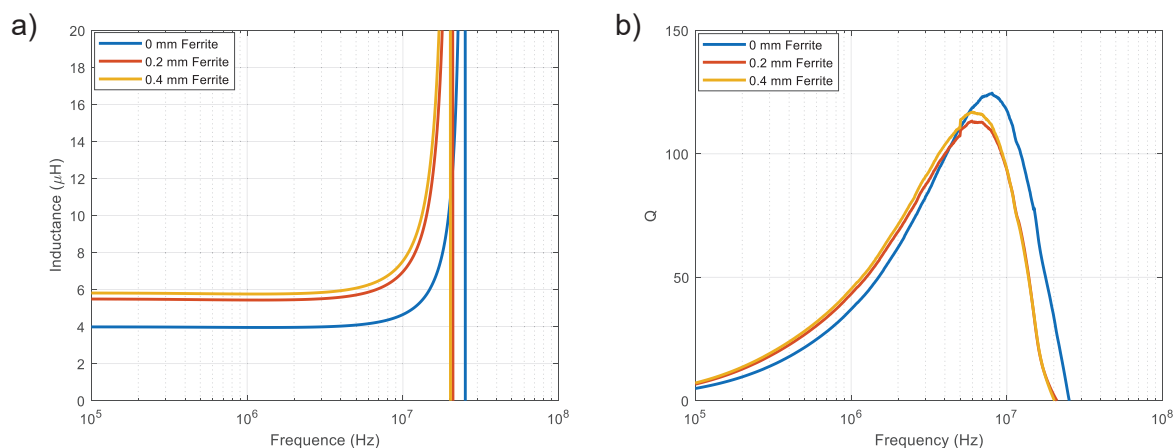 a)
20
18
16
14
12
10
8
6
4
2
0
Inductance (μH)
0 mm Ferrite
0.2 mm Ferrite
0.4 mm Ferrite
10^5
10^6
10^7
10^8
Frequence (Hz)
b)
150
100
50
0
Q
0 mm Ferrite
0.2 mm Ferrite
0.4 mm Ferrite
10^5
10^6
10^7
10^8
Frequency (Hz)